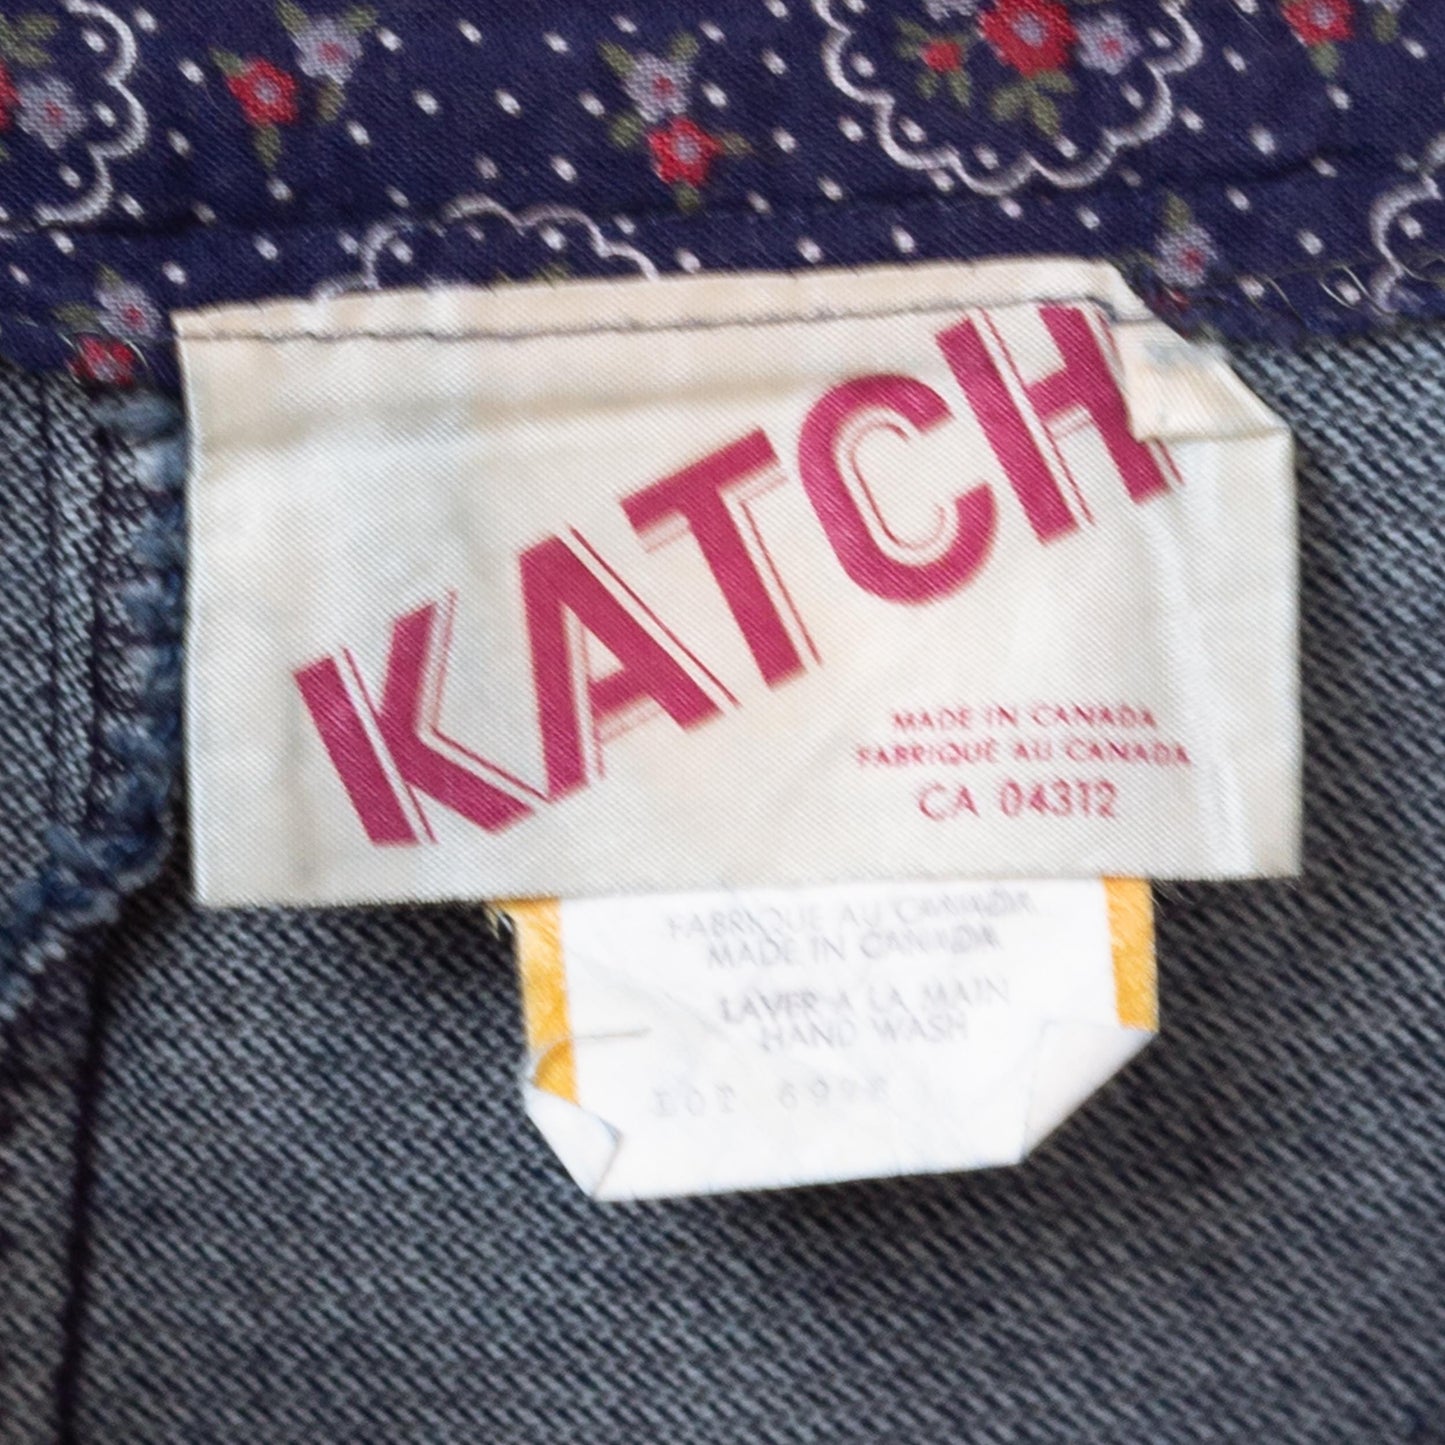 KATCH
MADE IN CANADA
FABRIQUÉ AU CANADA
CA 04312
FABRIQUE AU CANADA
MADE IN CANADA
LAVER A LA MAIN
HAND WASH